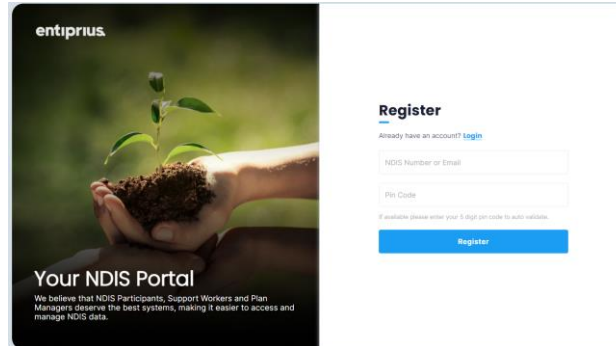 entiprius.
Your NDIS Portal
We believe that NDIS Participants, Support Workers and Plan
Managers deserve the best systems, making it easier to access and
manage NDIS data.
Register
Already have an account? Login
NDIS Number or Email
Pin Code
If available please enter your 6 digit pin code to auto validate.
Register